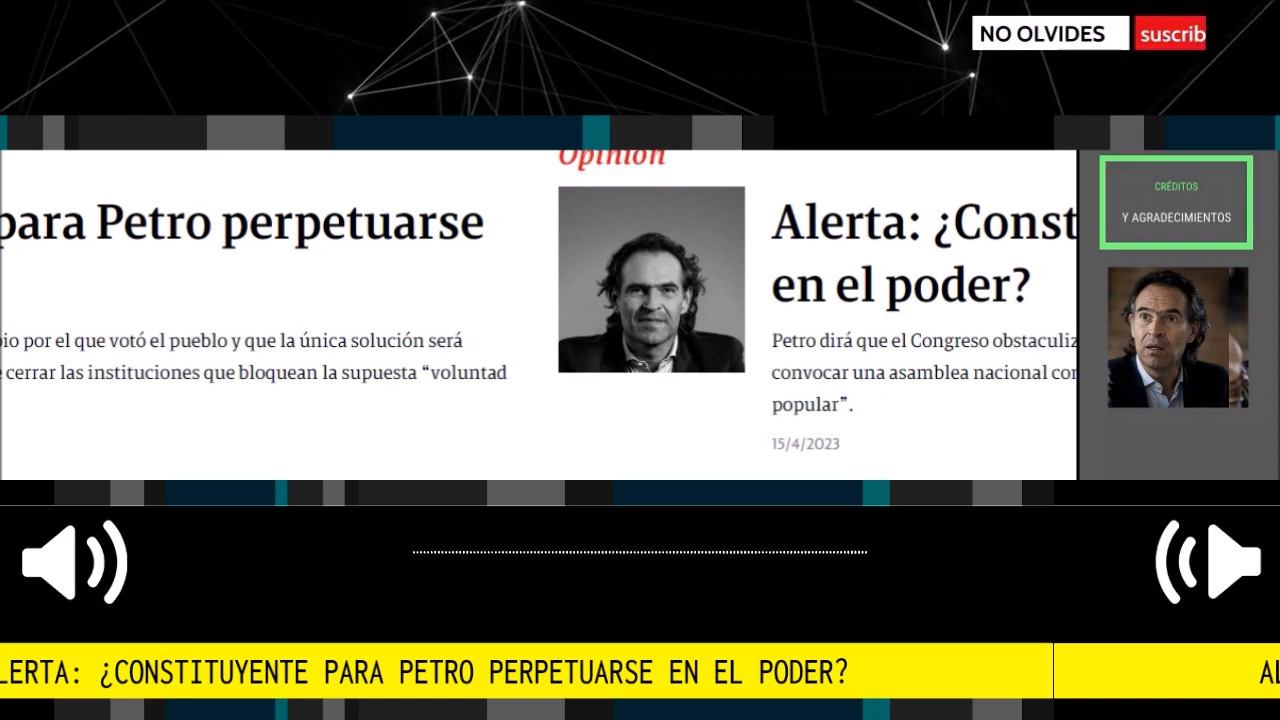 NO OLVIDES
suscrib
Opinión
para Petro perpetuarse
Alerta: ¿Const
en el poder?
io por el que votó el pueblo y que la única solución será
cerrar las instituciones que bloquean la supuesta “voluntad
Petro dirá que el Congreso obstaculiz
convocar una asamblea nacional con
popular”.
15/4/2023
CRÉDITOS
Y AGRADECIMIENTOS
LERTA: ¿CONSTITUYENTE PARA PETRO PERPETUARSE EN EL PODER?
AL